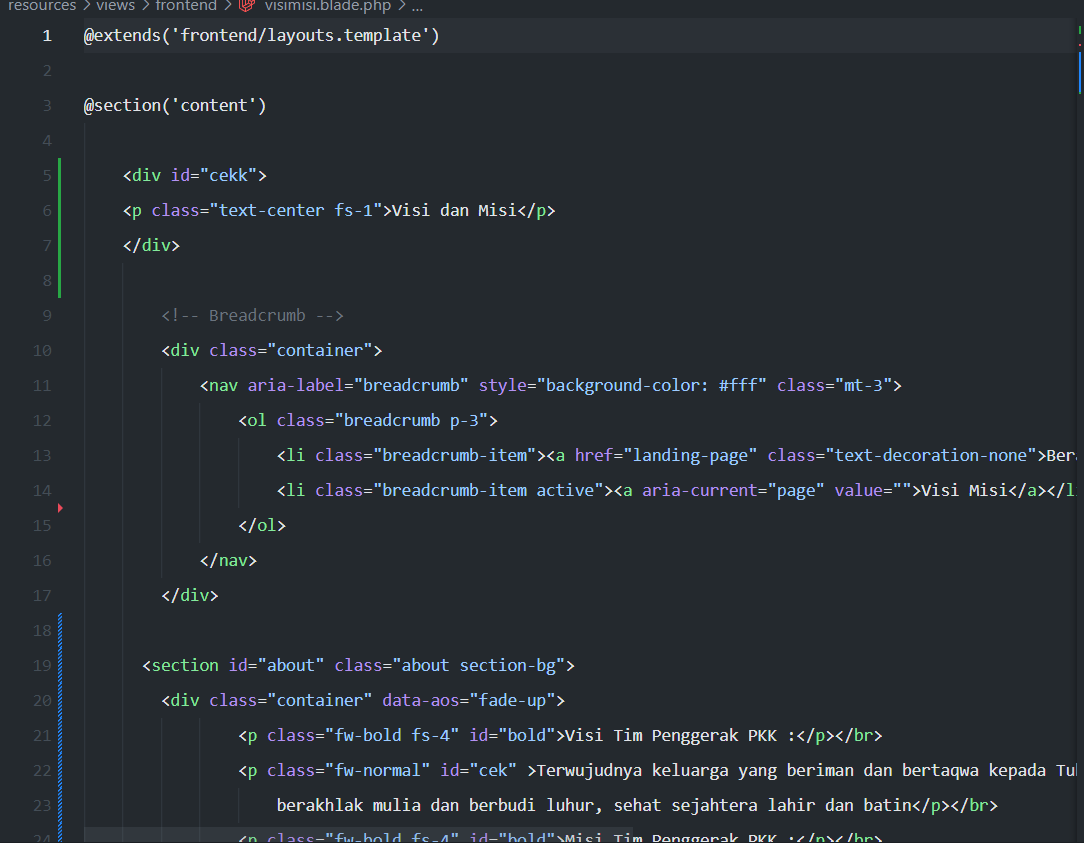 resources > views > frontend > visimisi.blade.php > ...
1 @extends('frontend/layouts.template')
2
3 @section('content')
4
5 <div id="cekk">
6 <p class="text-center fs-1">Visi dan Misi</p>
7 </div>
8
9 <!-- Breadcrumb -->
10 <div class="container">
11 <nav aria-label="breadcrumb" style="background-color: #fff" class="mt-3">
12 <ol class="breadcrumb p-3">
13 <li class="breadcrumb-item"><a href="landing-page" class="text-decoration-none">Ber
14 <li class="breadcrumb-item active"><a aria-current="page" value="">Visi Misi</a></l
15 </ol>
16 </nav>
17 </div>
18
19 <section id="about" class="about section-bg">
20 <div class="container" data-aos="fade-up">
21 <p class="fw-bold fs-4" id="bold">Visi Tim Penggerak PKK :</p></br>
22 <p class="fw-normal" id="cek" >Terwujudnya keluarga yang beriman dan bertaqwa kepada Tu
23 berakhlak mulia dan berbudi luhur, sehat sejahtera lahir dan batin</p></br>
24 <p class="fw-bold fs-4" id="bold">Misi Tim Penggerak PKK :</p></br>